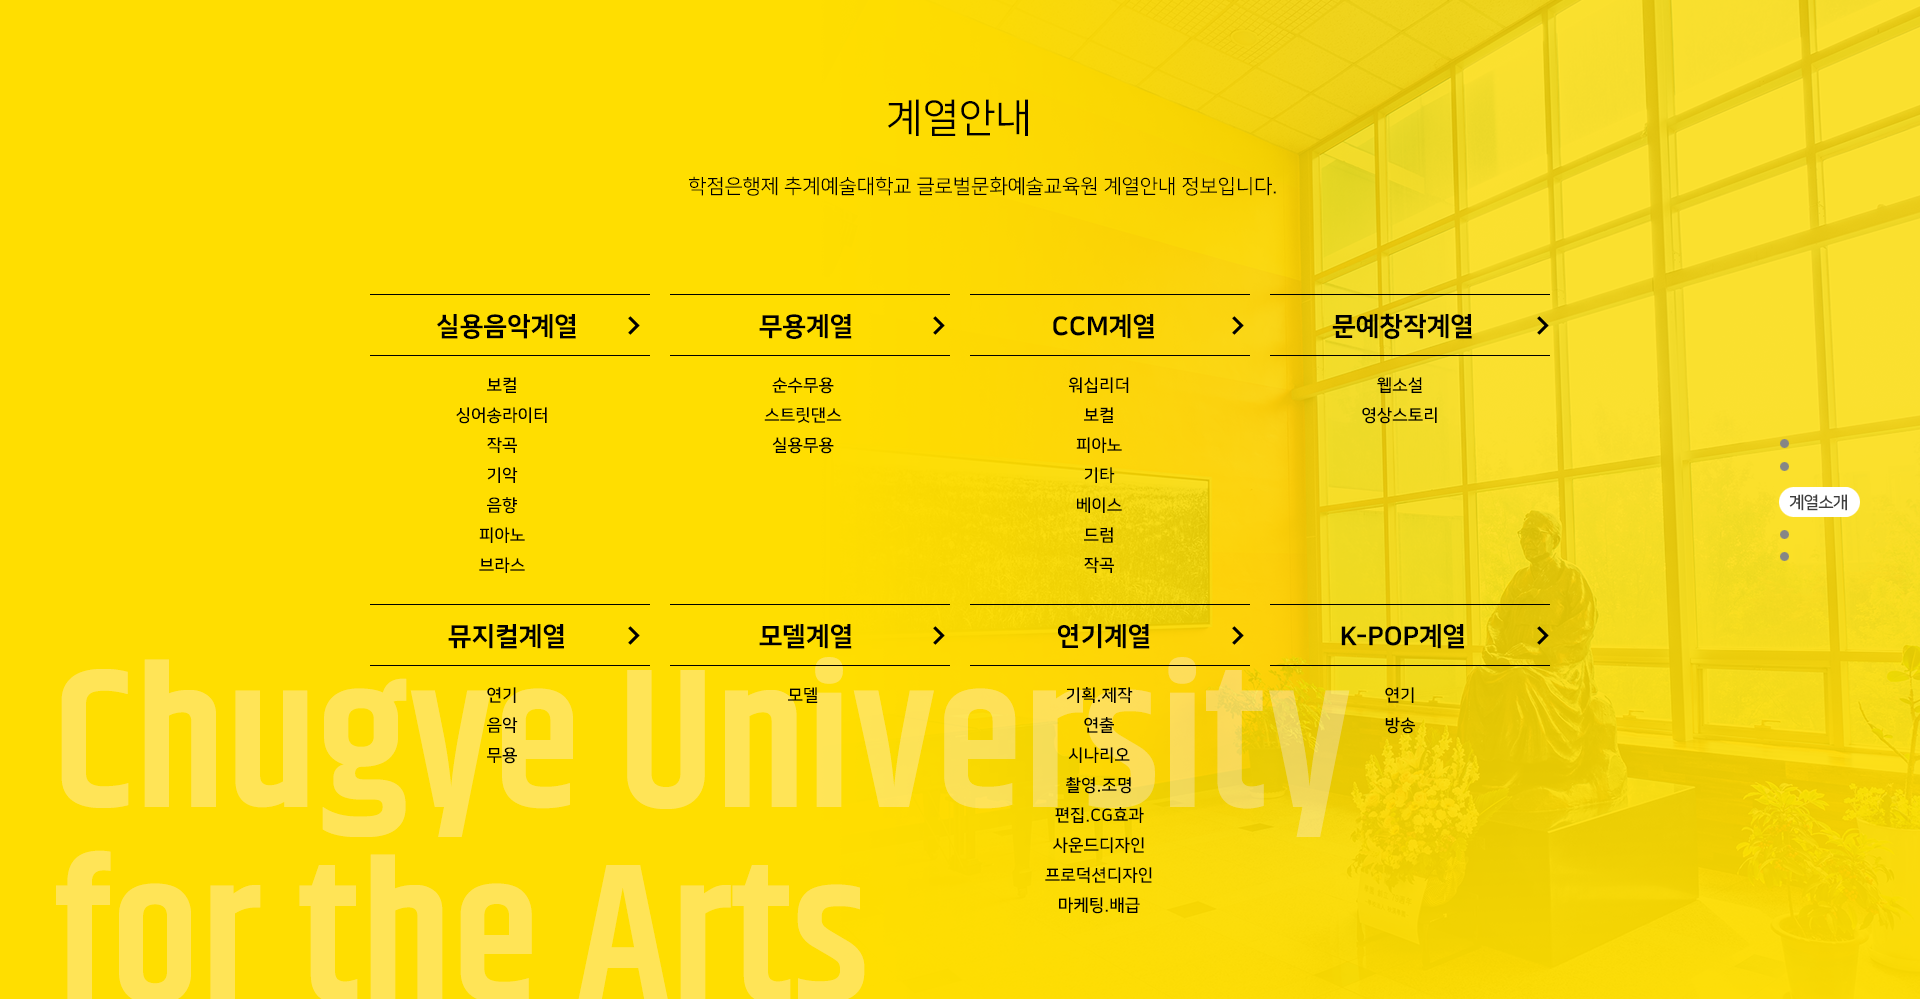 계열안내
학점은행제 추계예술대학교 글로벌문화예술교육원 계열안내 정보입니다.
실용음악계열
보컬
싱어송라이터
작곡
기악
음향
피아노
브라스
무용계열
순수무용
스트릿댄스
실용무용
CCM계열
워십리더
보컬
피아노
기타
베이스
드럼
작곡
문예창작계열
웹소설
영상스토리
계열소개
뮤지컬계열
연기
음악
무용
모델계열
모델
연기계열
기획.제작
연출
시나리오
촬영.조명
편집.CG효과
사운드디자인
프로덕션디자인
마케팅.배급
K-POP계열
연기
방송
Chugye University
for the Arts